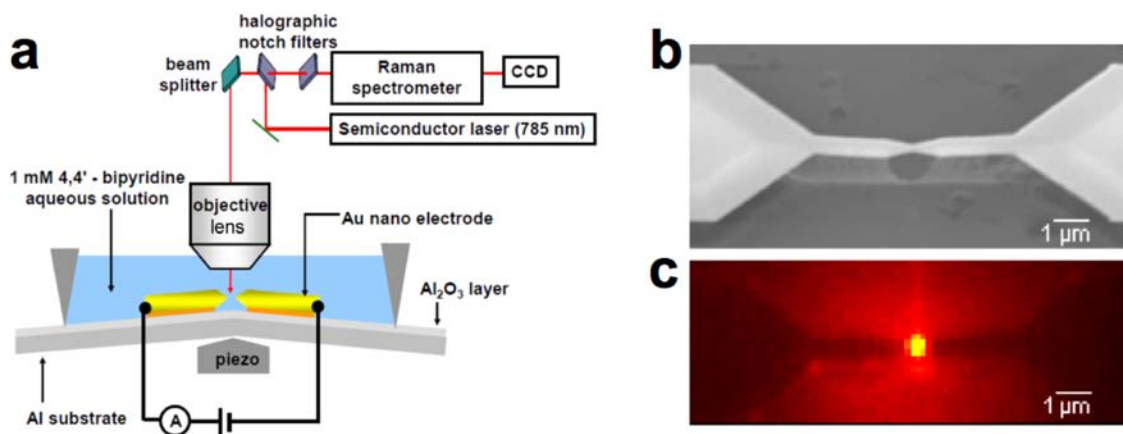 a
halographic
notch filters
beam
splitter
Raman
spectrometer
CCD
Semiconductor laser (785 nm)
1 mM 4,4' - bipyridine
aqueous solution
objective
lens
Au nano electrode
Al2O3 layer
piezo
Al substrate
A
b
1 μm
c
1 μm